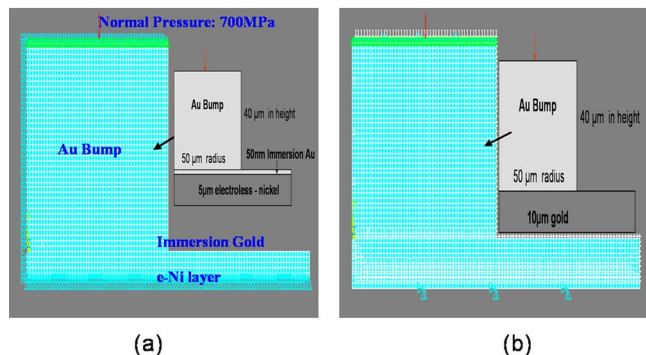 Normal Pressure: 700MPa
Au Bump
40 µm in height
Au Bump
50nm Immersion Au
50 µm radius
5µm electroless - nickel
Immersion Gold
e-Ni layer
(a)
Au Bump
40 µm in height
50 µm radius
10µm gold
(b)